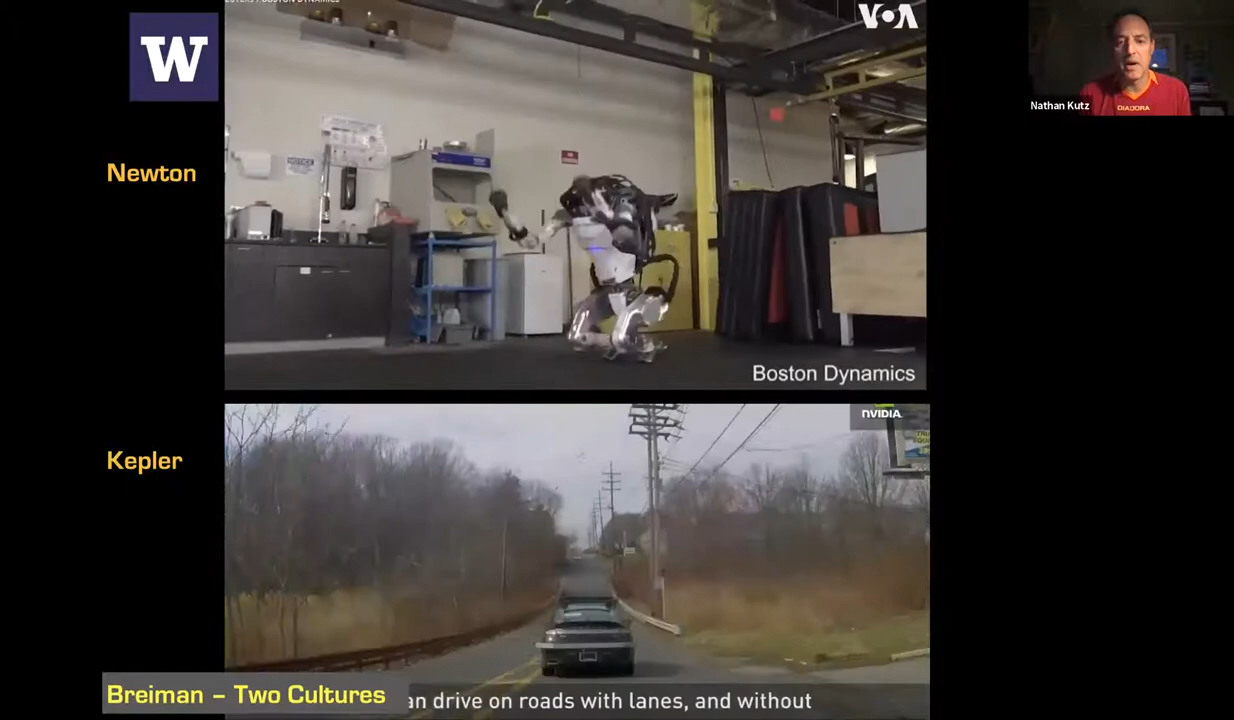 VOA
W
Nathan Kutz
DIADORA
Newton
NOTICE
Boston Dynamics
Kepler
NVIDIA
Breiman – Two Cultures
an drive on roads with lanes, and without